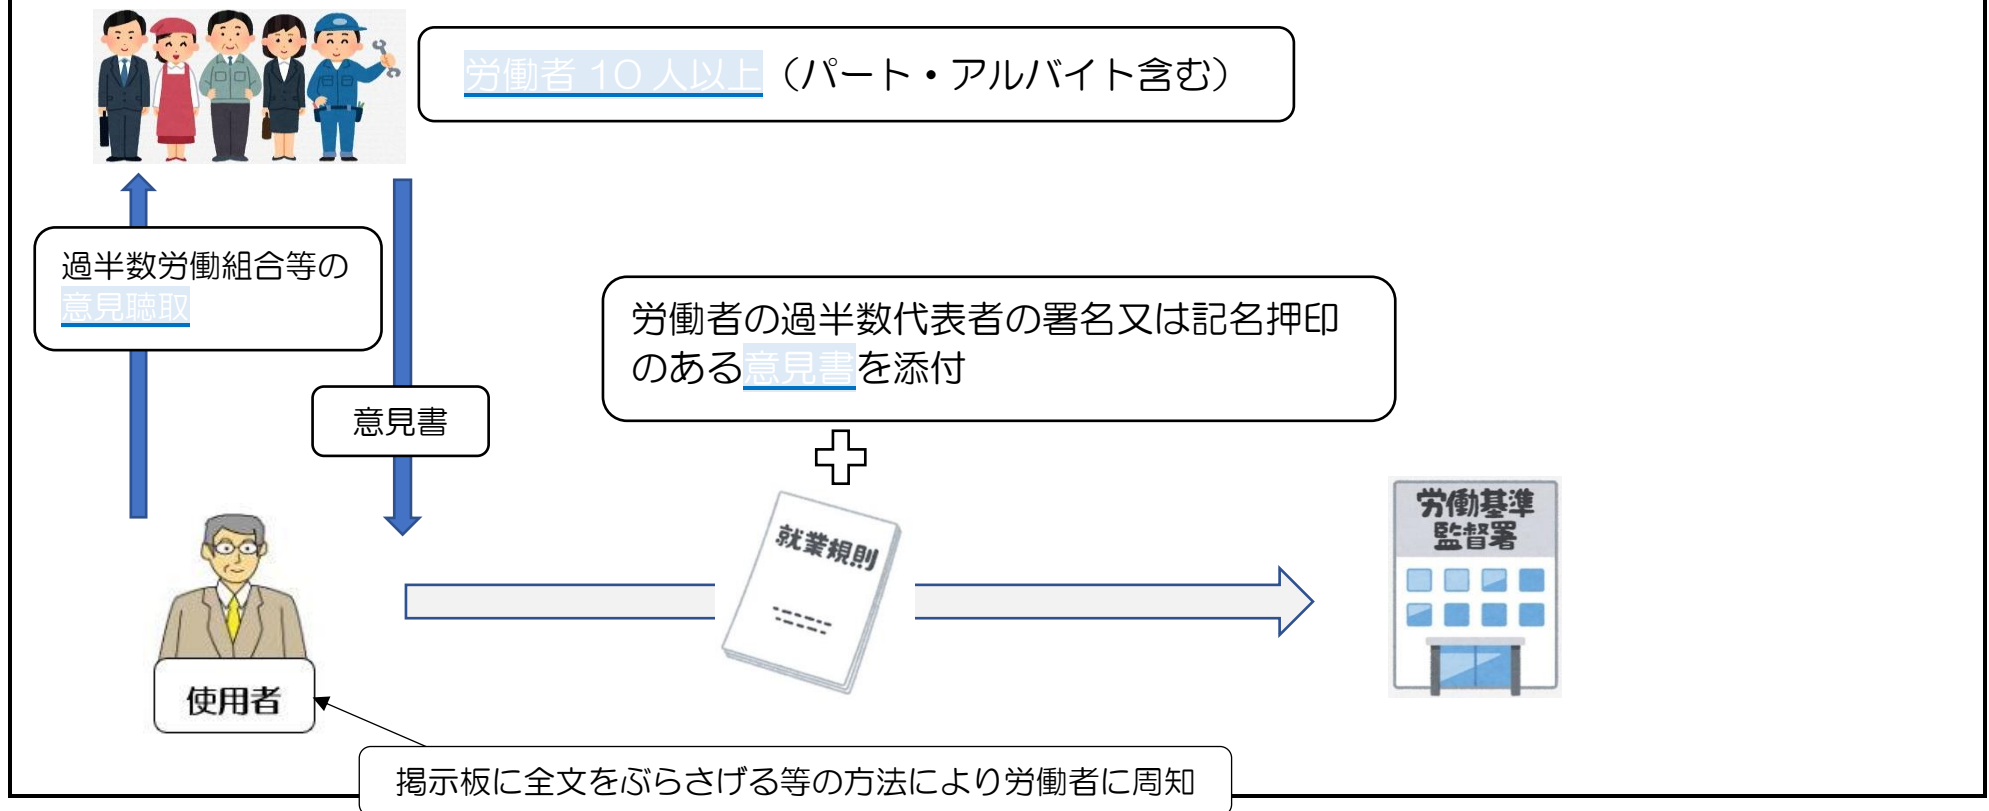 労働者 10 人以上（パート・アルバイト含む）
過半数労働組合等の
意見聴取
労働者の過半数代表者の署名又は記名押印
のある意見書を添付
意見書
就業規則
労働基準
監督署
使用者
掲示板に全文をぶらさげる等の方法により労働者に周知